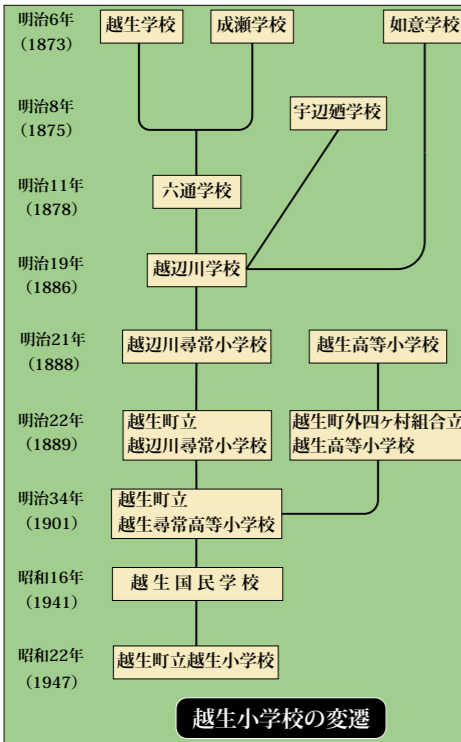 明治6年
(1873)
越生学校
成瀬学校
如意学校
明治8年
(1875)
宇辺廼学校
明治11年
(1878)
六通学校
明治19年
(1886)
越辺川学校
明治21年
(1888)
越辺川尋常小学校
越生高等小学校
明治22年
(1889)
越生町立
越辺川尋常小学校
越生町外四ヶ村組合立
越生高等小学校
明治34年
(1901)
越生町立
越生尋常高等小学校
昭和16年
(1941)
越生国民学校
昭和22年
(1947)
越生町立越生小学校
越生小学校の変遷